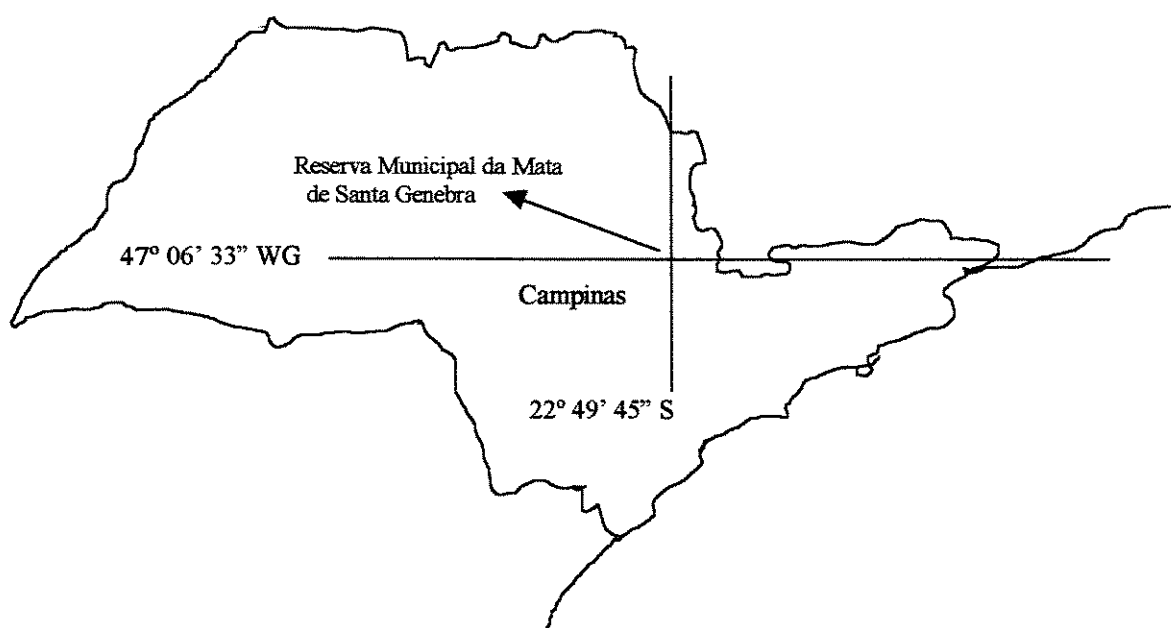 Reserva Municipal da Mata
de Santa Genebra
47º 06’ 33” WG
Campinas
22º 49’ 45” S